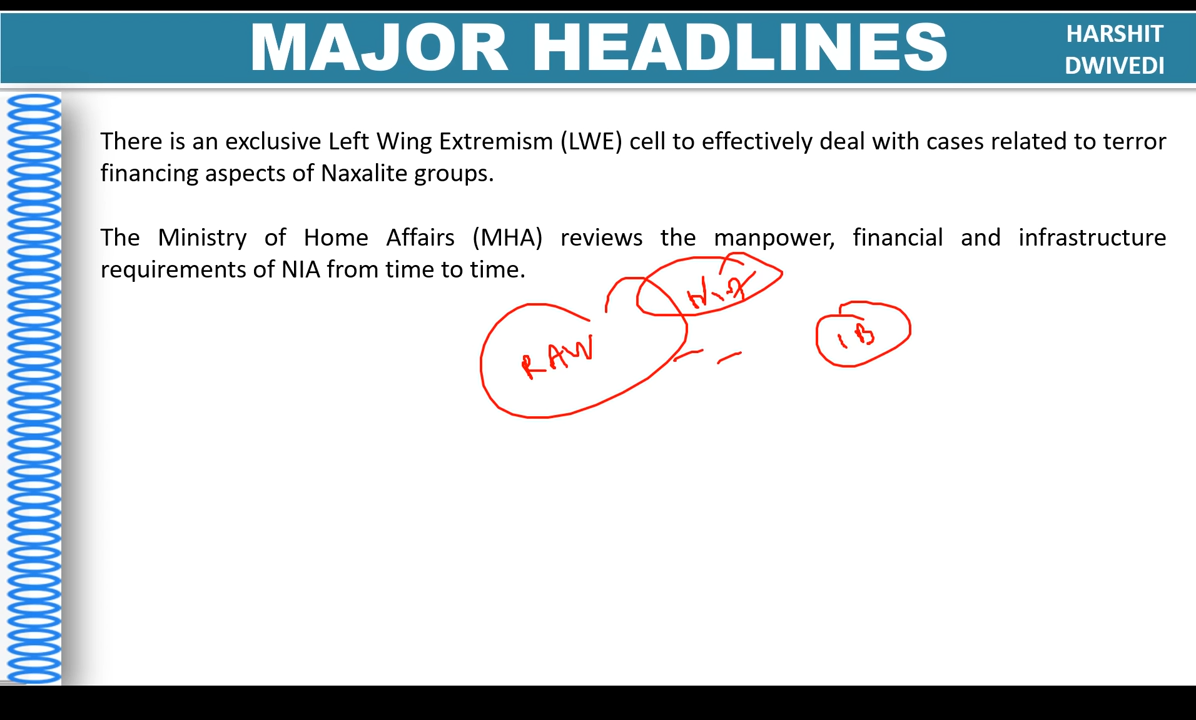 MAJOR HEADLINES
HARSHIT
DWIVEDI
There is an exclusive Left Wing Extremism (LWE) cell to effectively deal with cases related to terror
financing aspects of Naxalite groups.
The Ministry of Home Affairs (MHA) reviews the manpower, financial and infrastructure
requirements of NIA from time to time.
RAW
IB